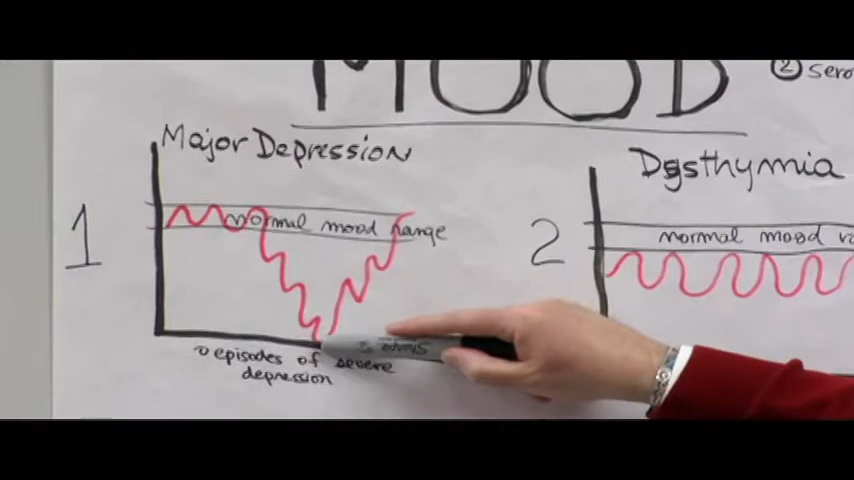 MOOD
② sero
Major Depression
Dysthymia
1
normal mood range
2
normal mood
episodes of severe
depression
Sharpie